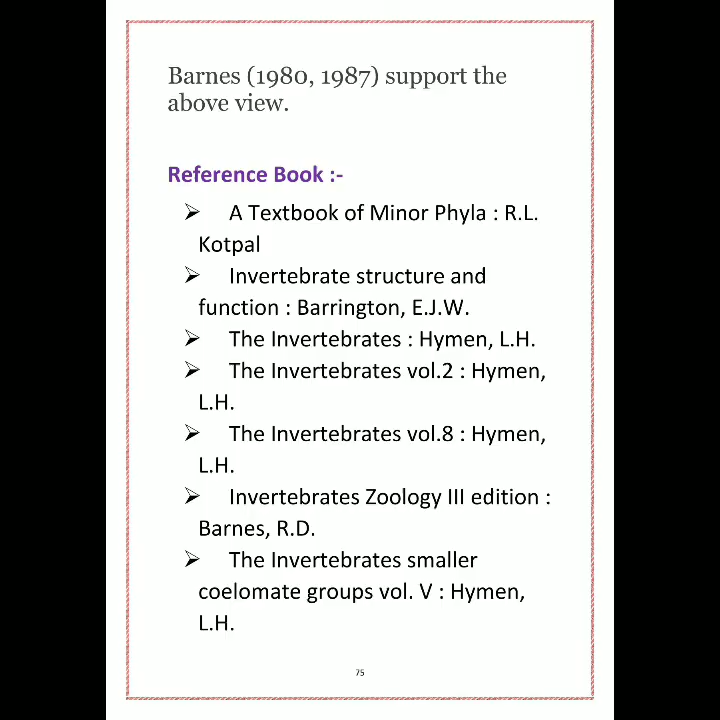 Barnes (1980, 1987) support the
above view.
Reference Book :-
➢ A Textbook of Minor Phyla : R.L.
Kotpal
➢ Invertebrate structure and
function : Barrington, E.J.W.
➢ The Invertebrates : Hymen, L.H.
➢ The Invertebrates vol.2 : Hymen,
L.H.
➢ The Invertebrates vol.8 : Hymen,
L.H.
➢ Invertebrates Zoology III edition :
Barnes, R.D.
➢ The Invertebrates smaller
coelomate groups vol. V : Hymen,
L.H.
75